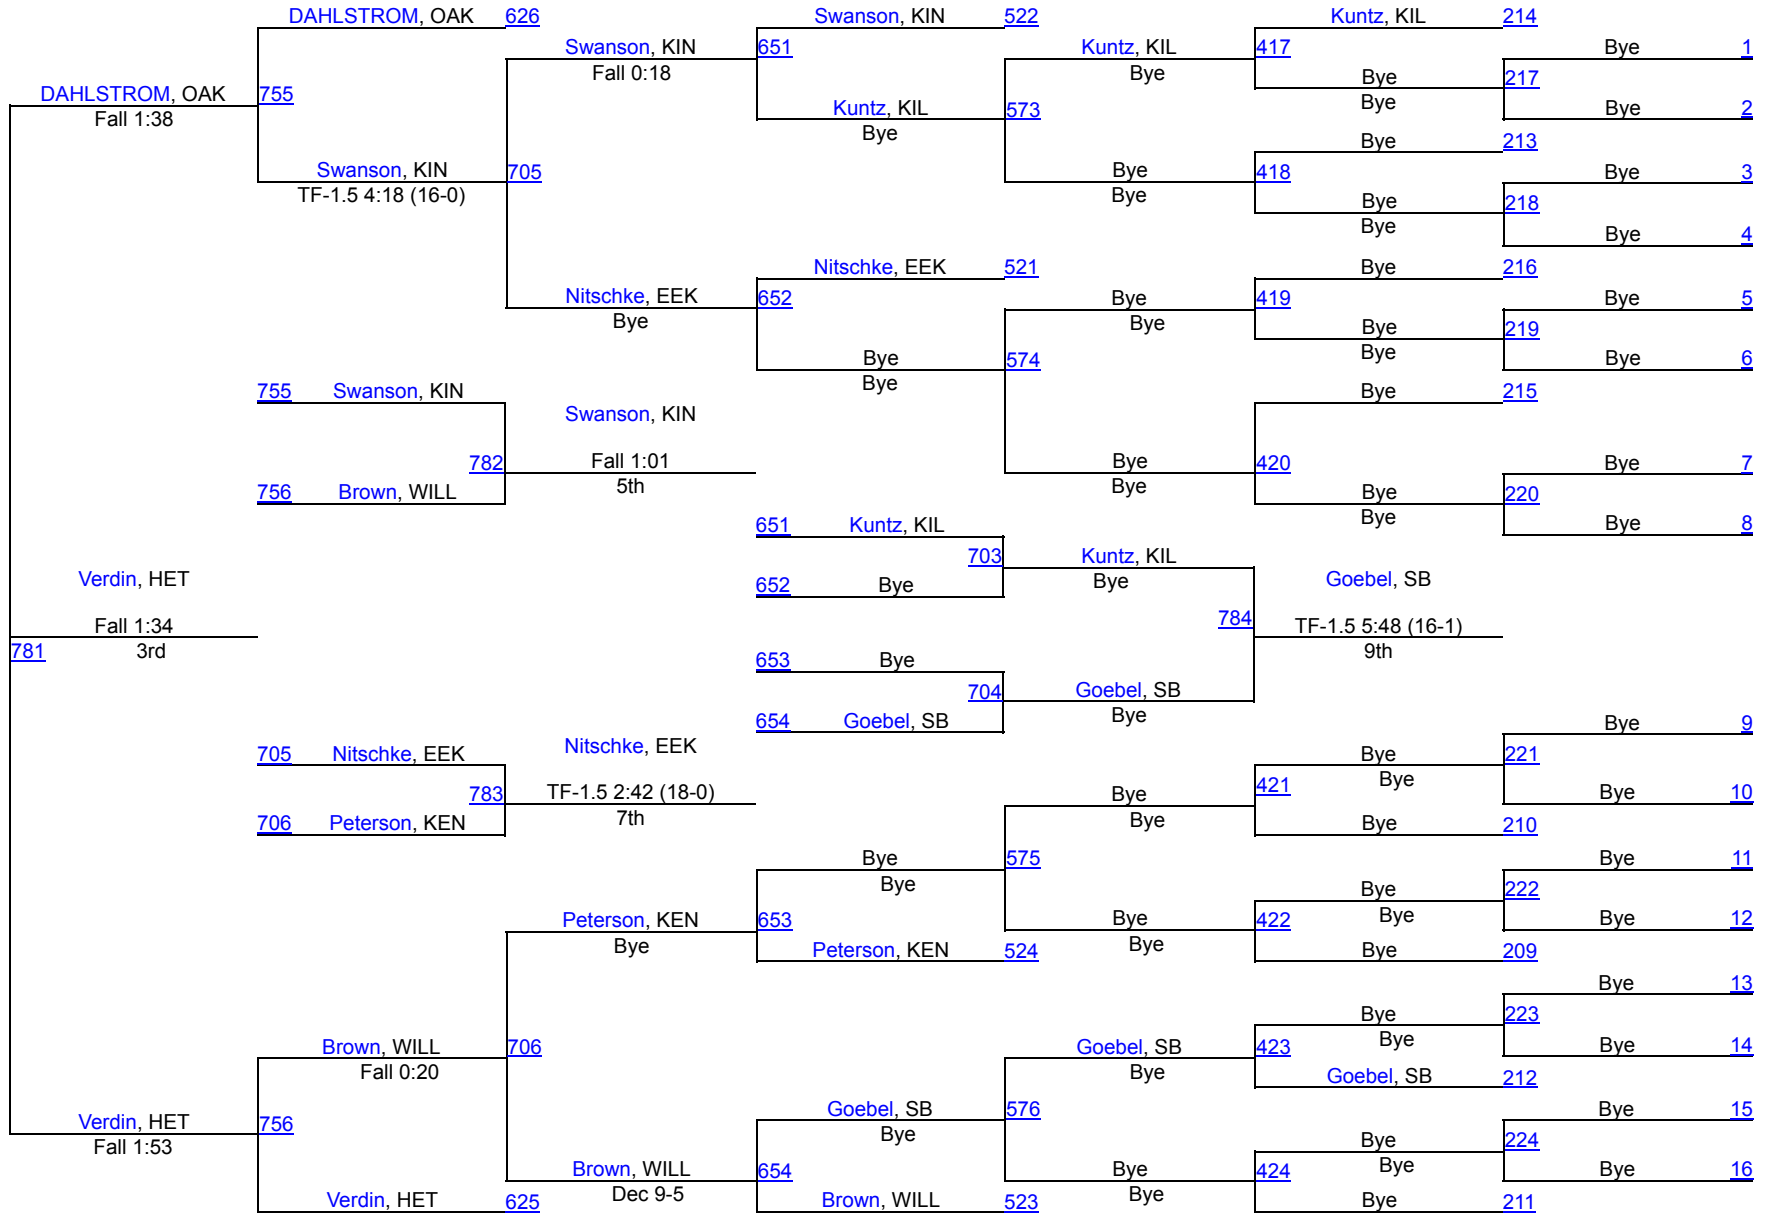 DAHLSTROM, OAK 626 Swanson, KIN 522 Kuntz, KIL 214
Swanson, KIN 651 Kuntz, KIL 417 Bye 1
Fall 0:18 Bye Bye 217
DAHLSTROM, OAK 755 Bye
Fall 1:38 Kuntz, KIL 573 Bye 2
Bye Bye 213
Swanson, KIN 705 Bye 418 Bye 3
TF-1.5 4:18 (16-0) Bye Bye 218
Bye
Bye 4
Nitschke, EEK 521 Bye 216
Nitschke, EEK 652 Bye 419 Bye 5
Bye Bye Bye 219
Bye 574 Bye Bye 6
Bye
755 Swanson, KIN Bye 215
Swanson, KIN
782 Fall 1:01 Bye 420 Bye 7
5th Bye
756 Brown, WILL Bye 220
Bye
651 Kuntz, KIL Bye 8
703 Kuntz, KIL
Verdin, HET 652 Bye Bye Goebel, SB
Fall 1:34 784 TF-1.5 5:48 (16-1)
781 3rd 9th
653 Bye
704 Goebel, SB
654 Goebel, SB Bye
Bye 9
705 Nitschke, EEK Nitschke, EEK Bye 221
Bye
783 TF-1.5 2:42 (18-0) Bye 421 Bye 10
706 Peterson, KEN 7th Bye Bye 210
Bye 575 Bye 11
Bye Bye 222
Peterson, KEN 653 Bye 422 Bye Bye 12
Bye Bye
Peterson, KEN 524 Bye 209
Bye 13
Bye 223
Brown, WILL 706 Goebel, SB 423 Bye Bye 14
Fall 0:20 Bye Goebel, SB 212
Verdin, HET 756 Goebel, SB 576 Bye 15
Fall 1:53 Bye Bye 224
Brown, WILL 654 Bye 424 Bye Bye 16
Dec 9-5 Bye
Verdin, HET 625 Brown, WILL 523 Bye 211